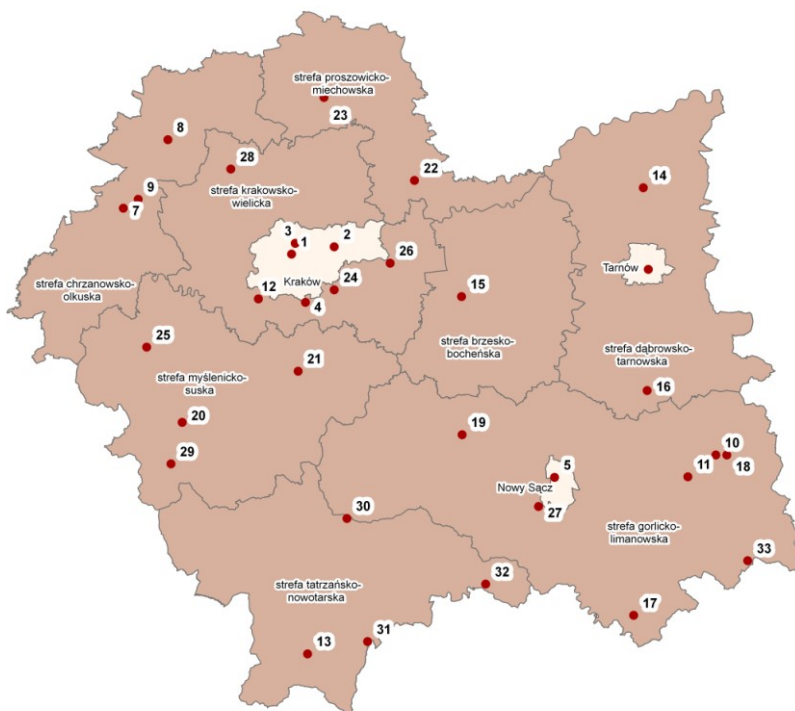 strefa proszowicko-
miechowska
23
8
28
strefa krakowsko-
wielicka
22
14
9
7
3
1
2
26
Kraków
Tarnów
strefa chrzanowsko-
olkuska
12
24
4
15
strefa brzesko-
bocheńska
strefa dąbrowsko-
tarnowska
25
21
strefa myślenicko-
suska
16
20
19
29
10
11
18
5
Nowy Sącz
27
30
strefa gorlicko-
limanowska
33
32
strefa tatrzańsko-
nowotarska
17
31
13